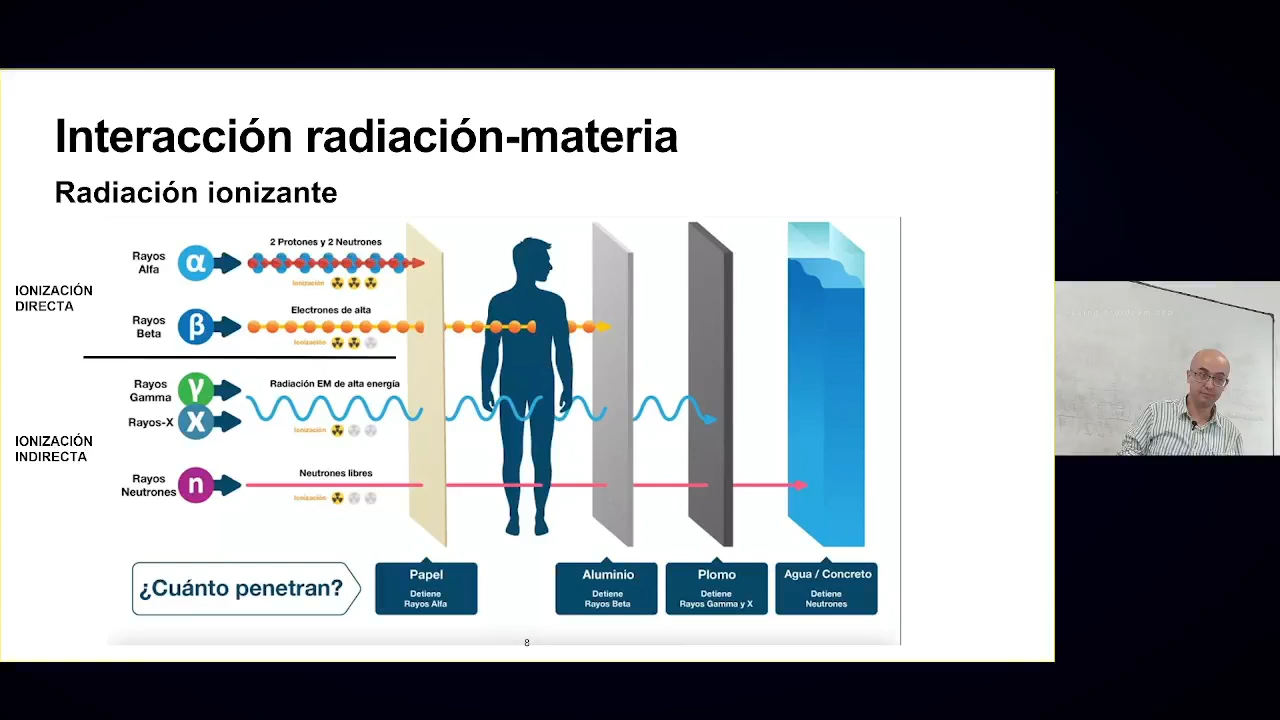 Interacción radiación-materia
Radiación ionizante
IONIZACIÓN
DIRECTA
Rayos
Alfa
α
2 Protones y 2 Neutrones
Ionización
Rayos
Beta
β
Electrones de alta
Ionización
IONIZACIÓN
INDIRECTA
Rayos
Gamma
γ
Rayos-X
X
Radiación EM de alta energía
Ionización
Rayos
Neutrones
n
Neutrones libres
Ionización
¿Cuánto penetran?
Papel
Detiene
Rayos Alfa
Aluminio
Detiene
Rayos Beta
Plomo
Detiene
Rayos Gamma y X
Agua / Concreto
Detiene
Neutrones
8